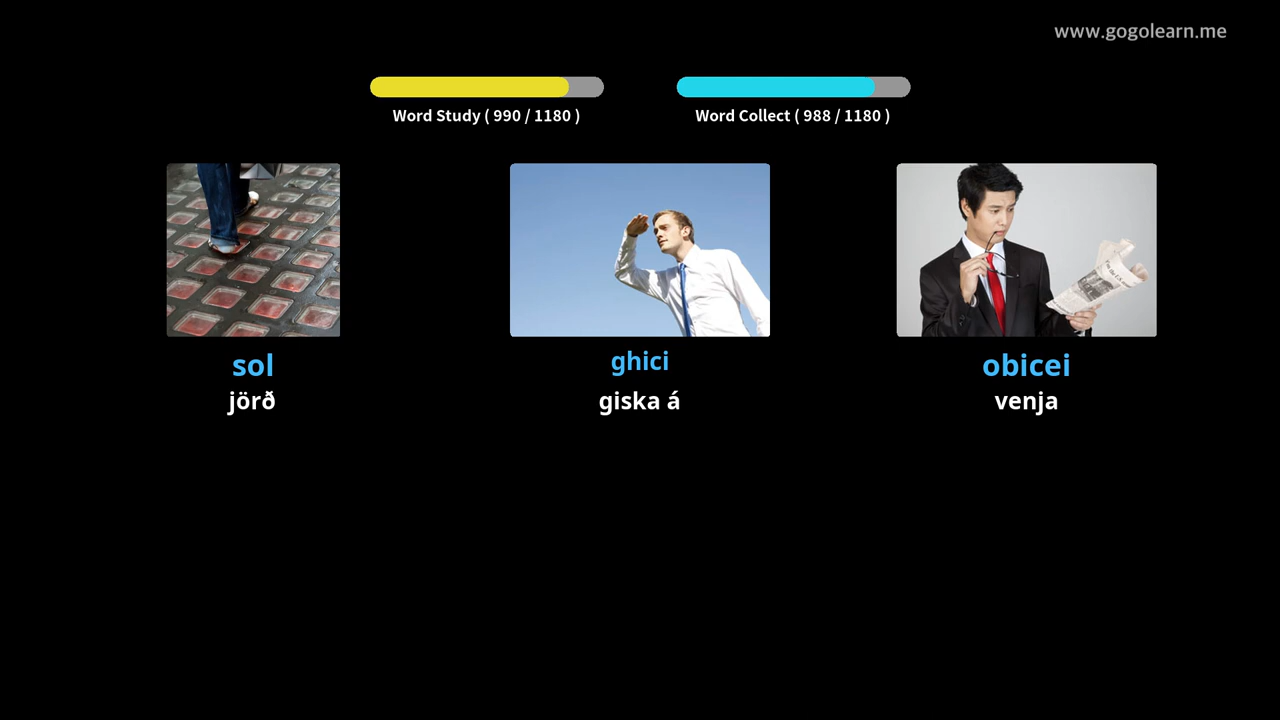 www.gogolearn.me
Word Study ( 990 / 1180 )
Word Collect ( 988 / 1180 )
sol
jörð
ghici
giska á
obicei
venja